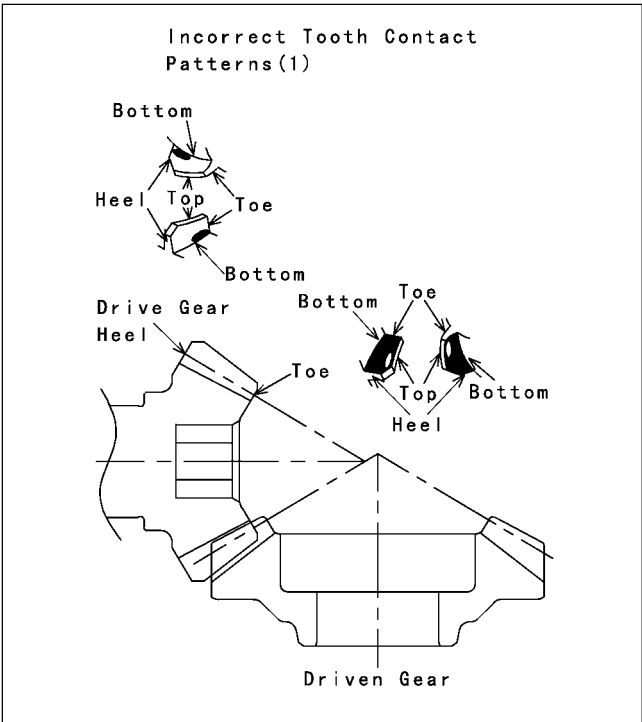 Incorrect Tooth Contact
Patterns(1)
Bottom
Heel
Top
Toe
Bottom
Drive Gear
Heel
Toe
Bottom
Toe
Top
Bottom
Heel
Driven Gear